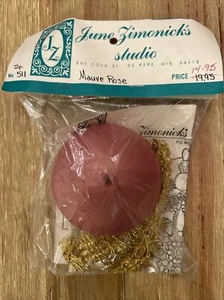 Juno Zimonick's
studio
840 COOK ST. DE PERE, WIS. 54115
JZ
NO. 511
Mauve Rose
14.95
PRICE 19.95
Zimonick's